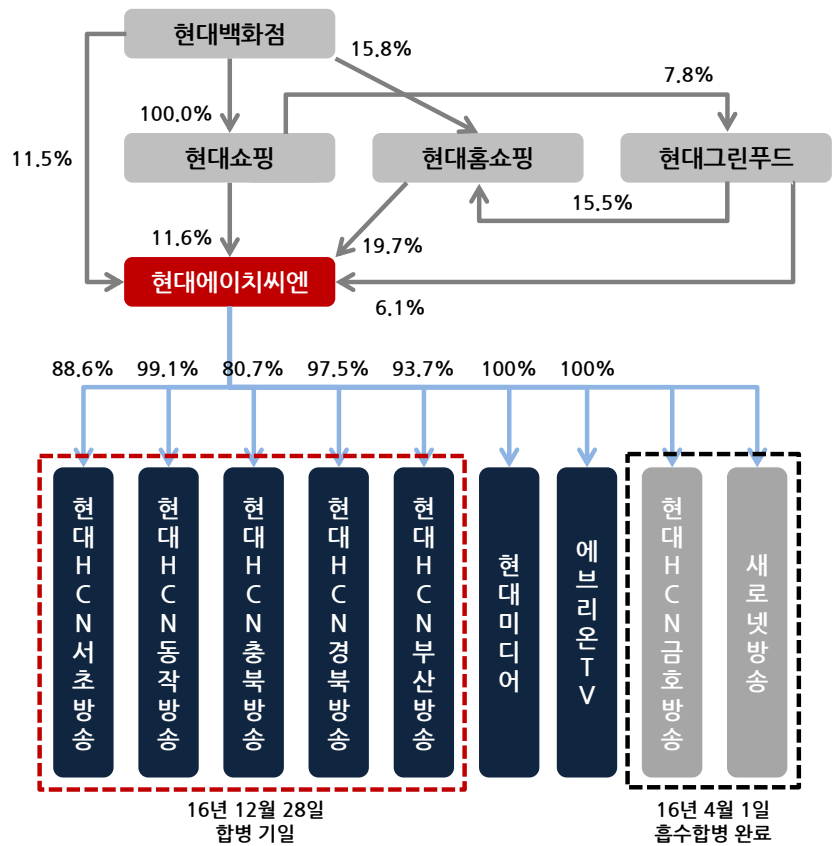 현대백화점
15.8%
7.8%
100.0%
11.5%
현대쇼핑
현대홈쇼핑
현대그린푸드
15.5%
11.6%
19.7%
현대에이치씨엔
6.1%
88.6%
99.1%
80.7%
97.5%
93.7%
100%
100%
현대HCN서초방송
현대HCN동작방송
현대HCN충북방송
현대HCN경북방송
현대HCN부산방송
현대미디어
에브리온TV
현대HCN금호방송
새로넷방송
16년 12월 28일
합병 기일
16년 4월 1일
흡수합병 완료